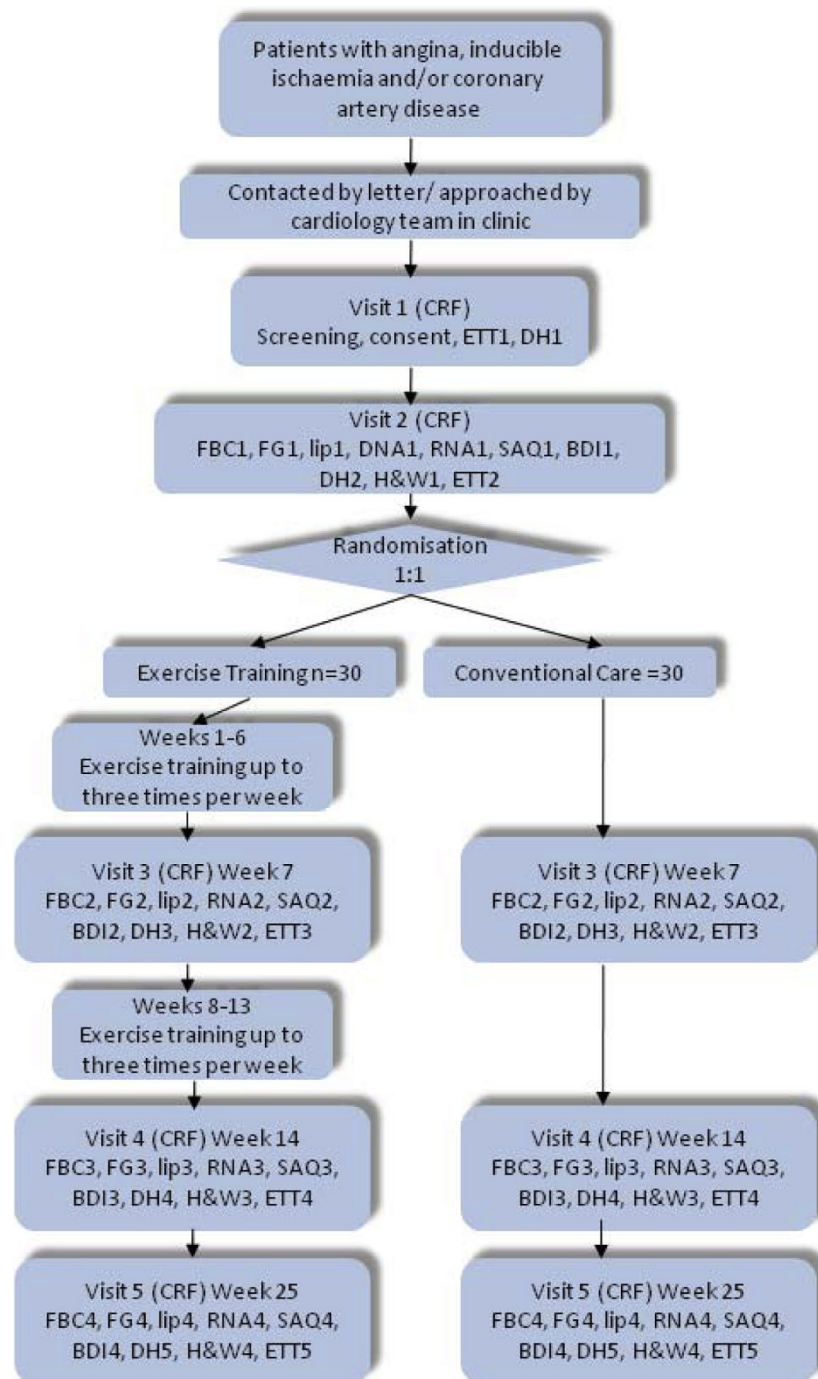 Patients with angina, inducible
ischaemia and/or coronary
artery disease
Contacted by letter/ approached by
cardiology team in clinic
Visit 1 (CRF)
Screening, consent, ETT1, DH1
Visit 2 (CRF)
FBC1, FG1, lip1, DNA1, RNA1, SAQ1, BDI1,
DH2, H&W1, ETT2
Randomisation
1:1
Exercise Training n=30
Conventional Care =30
Weeks 1-6
Exercise training up to
three times per week
Visit 3 (CRF) Week 7
FBC2, FG2, lip2, RNA2, SAQ2,
BDI2, DH3, H&W2, ETT3
Visit 3 (CRF) Week 7
FBC2, FG2, lip2, RNA2, SAQ2,
BDI2, DH3, H&W2, ETT3
Weeks 8-13
Exercise training up to
three times per week
Visit 4 (CRF) Week 14
FBC3, FG3, lip3, RNA3, SAQ3,
BDI3, DH4, H&W3, ETT4
Visit 4 (CRF) Week 14
FBC3, FG3, lip3, RNA3, SAQ3,
BDI3, DH4, H&W3, ETT4
Visit 5 (CRF) Week 25
FBC4, FG4, lip4, RNA4, SAQ4,
BDI4, DH5, H&W4, ETT5
Visit 5 (CRF) Week 25
FBC4, FG4, lip4, RNA4, SAQ4,
BDI4, DH5, H&W4, ETT5